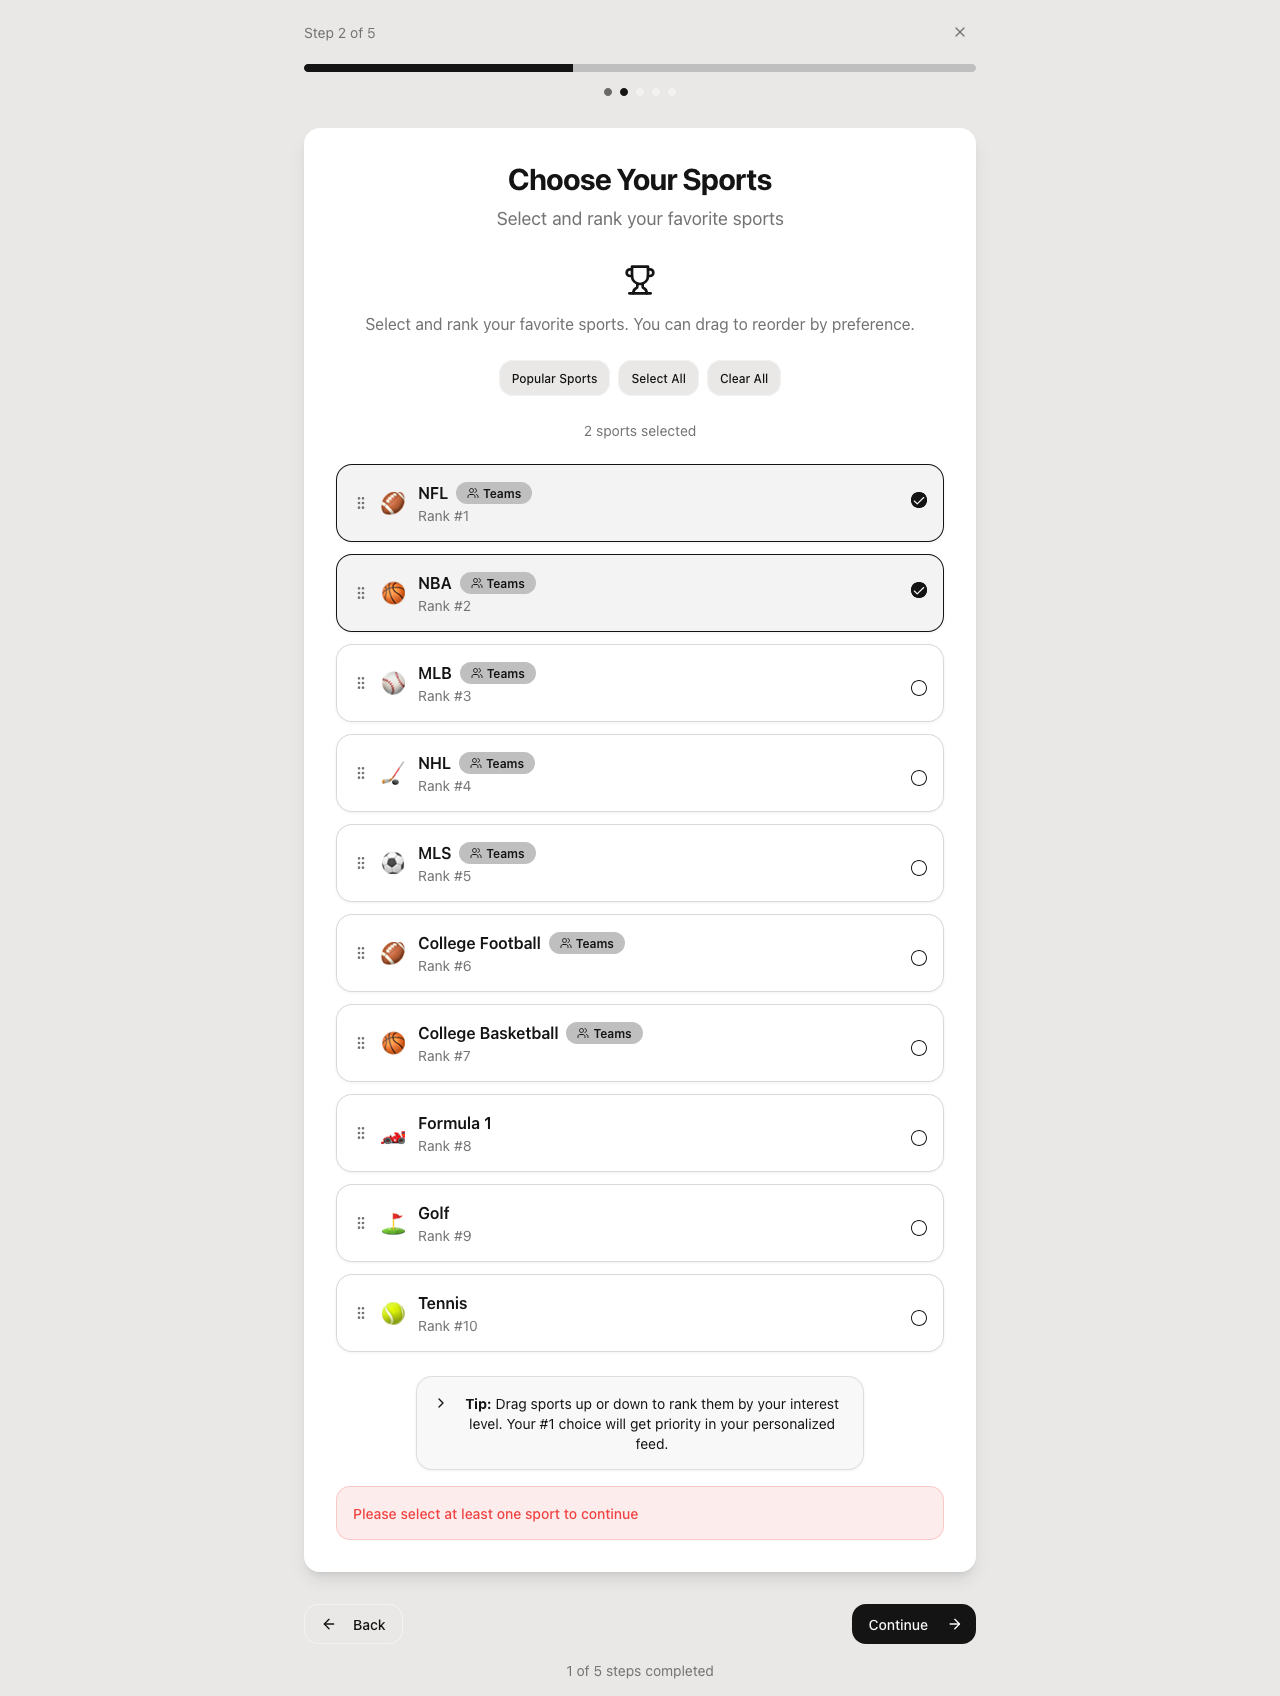 Step 2 of 5
Choose Your Sports
Select and rank your favorite sports
Select and rank your favorite sports. You can drag to reorder by preference.
Popular Sports Select All Clear All
2 sports selected
NFL Teams
Rank #1
NBA Teams
Rank #2
MLB Teams
Rank #3
NHL Teams
Rank #4
MLS Teams
Rank #5
College Football Teams
Rank #6
College Basketball Teams
Rank #7
Formula 1
Rank #8
Golf
Rank #9
Tennis
Rank #10
Tip: Drag sports up or down to rank them by your interest
level. Your #1 choice will get priority in your personalized
feed.
Please select at least one sport to continue
Back Continue
1 of 5 steps completed